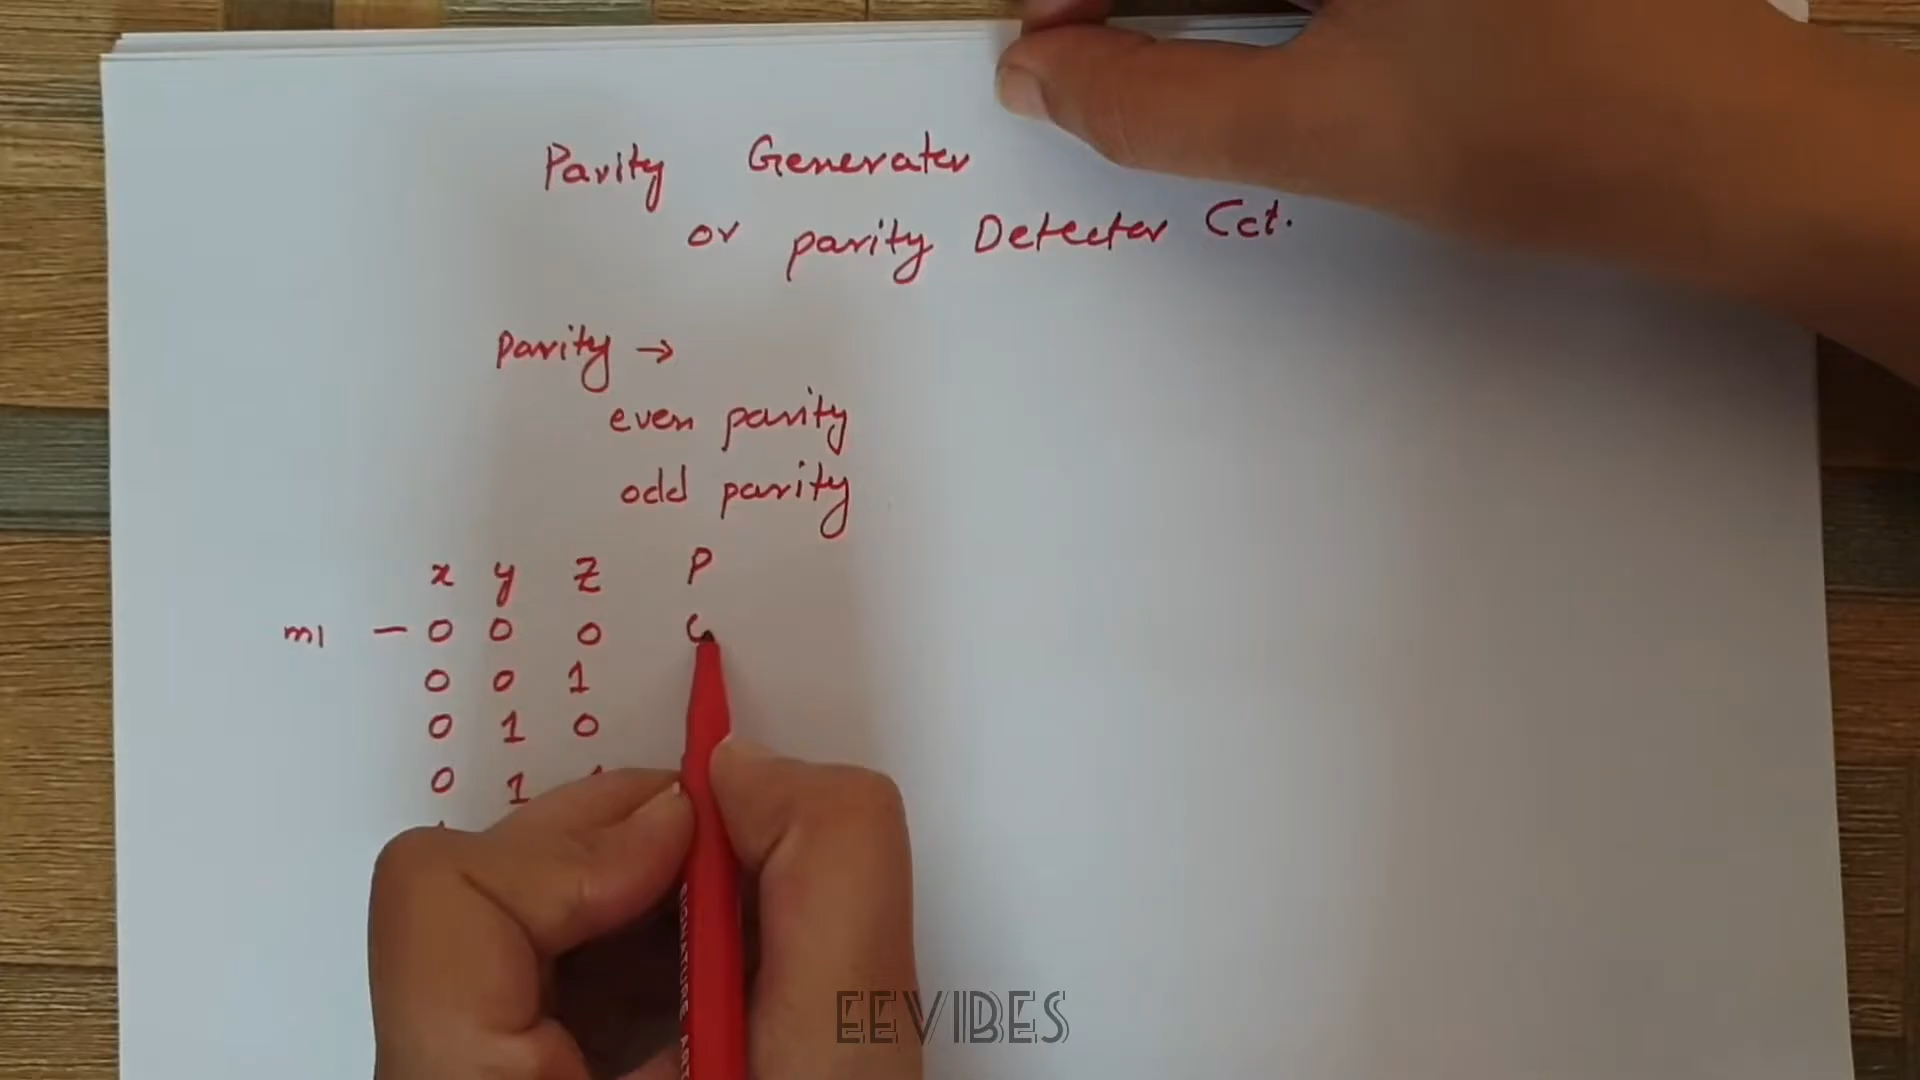 Parity Generater
or parity Detecter Cct.
Parity →
even parity
odd parity
x y z P
m1 — 0 0 0
0 0 1
0 1 0
0 1
EEVIBES